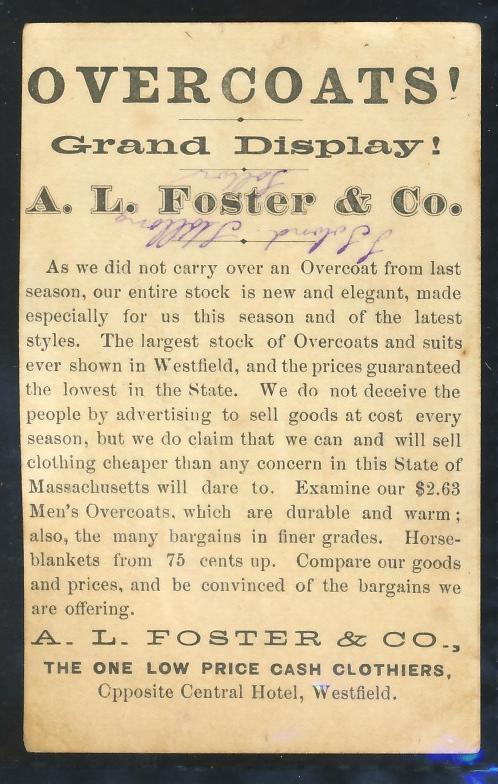 OVERCOATS!
Grand Display!
A. L. Foster & Co.
As we did not carry over an Overcoat from last
season, our entire stock is new and elegant, made
especially for us this season and of the latest
styles. The largest stock of Overcoats and suits
ever shown in Westfield, and the prices guaranteed
the lowest in the State. We do not deceive the
people by advertising to sell goods at cost every
season, but we do claim that we can and will sell
clothing cheaper than any concern in this State of
Massachusetts will dare to. Examine our $2.63
Men's Overcoats, which are durable and warm;
also, the many bargains in finer grades. Horse-
blankets from 75 cents up. Compare our goods
and prices, and be convinced of the bargains we
are offering.
A. L. FOSTER & CO.,
THE ONE LOW PRICE CASH CLOTHIERS,
Opposite Central Hotel, Westfield.